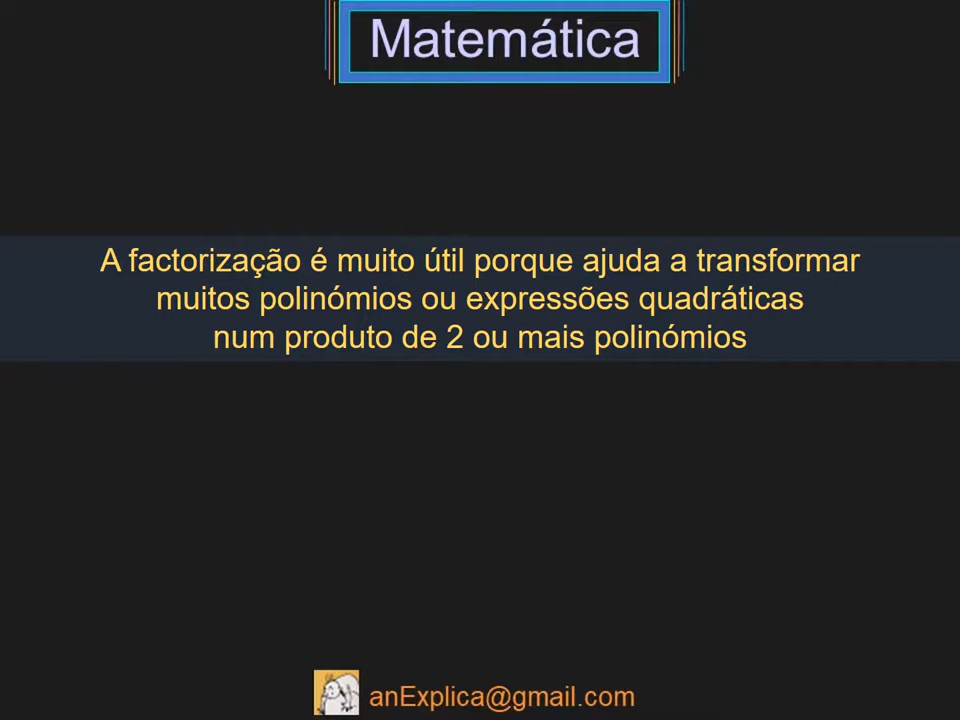 Matemática
A factorização é muito útil porque ajuda a transformar
muitos polinómios ou expressões quadráticas
num produto de 2 ou mais polinómios
anExplica@gmail.com